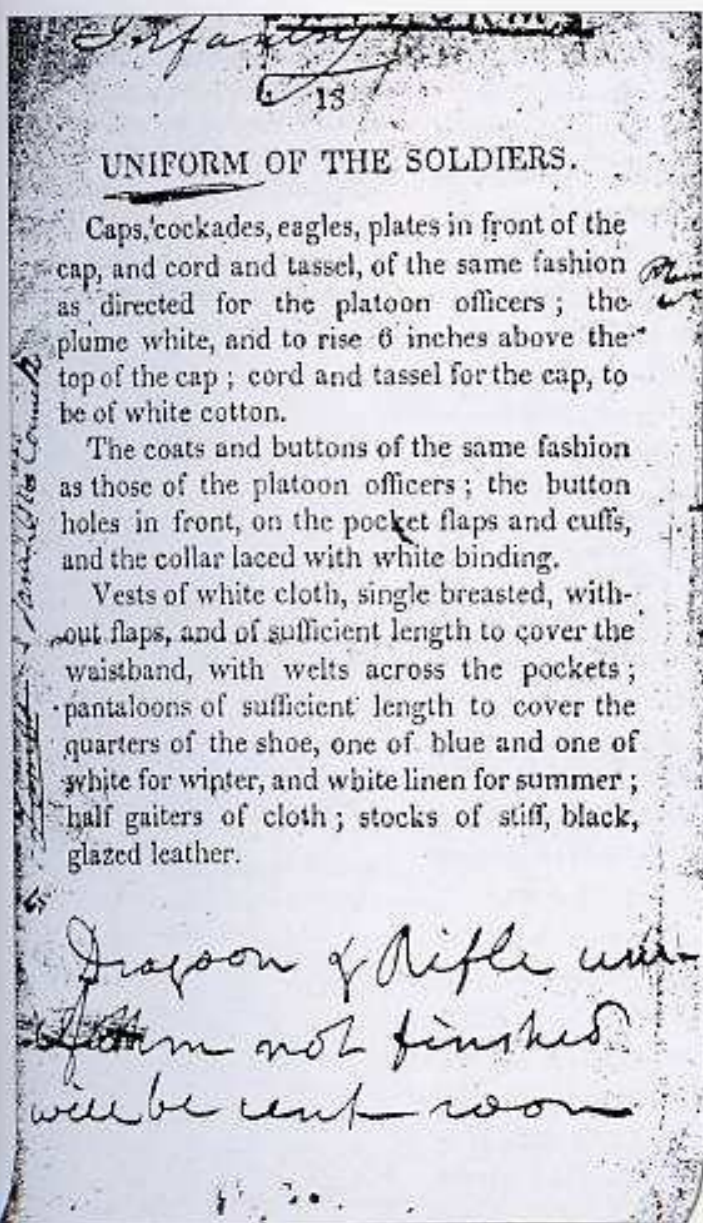 Infantry
18
UNIFORM OF THE SOLDIERS.
Caps, cockades, eagles, plates in front of the
cap, and cord and tassel, of the same fashion
as directed for the platoon officers ; the
plume white, and to rise 6 inches above the
top of the cap ; cord and tassel for the cap, to
be of white cotton.
The coats and buttons of the same fashion
as those of the platoon officers ; the button
holes in front, on the pocket flaps and cuffs,
and the collar laced with white binding.
Vests of white cloth, single breasted, with-
out flaps, and of sufficient length to cover the
waistband, with welts across the pockets ;
pantaloons of sufficient length to cover the
quarters of the shoe, one of blue and one of
white for winter, and white linen for summer ;
half gaiters of cloth ; stocks of stiff, black,
glazed leather.
Dragoon & Rifle uni-
form not finished
will be sent soon